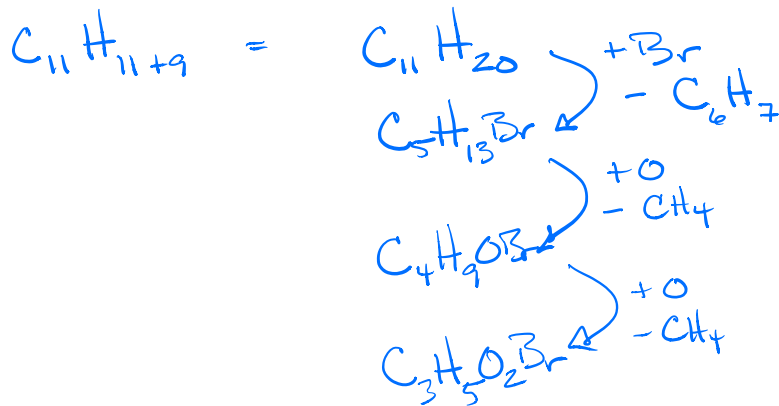 C₁₁H₁₁₊₉ = C₁₁H₂₀
+Br
- C₆H₇
C₅H₁₃Br
+O
- CH₄
C₄H₉OBr
+O
- CH₄
C₃H₅O₂Br